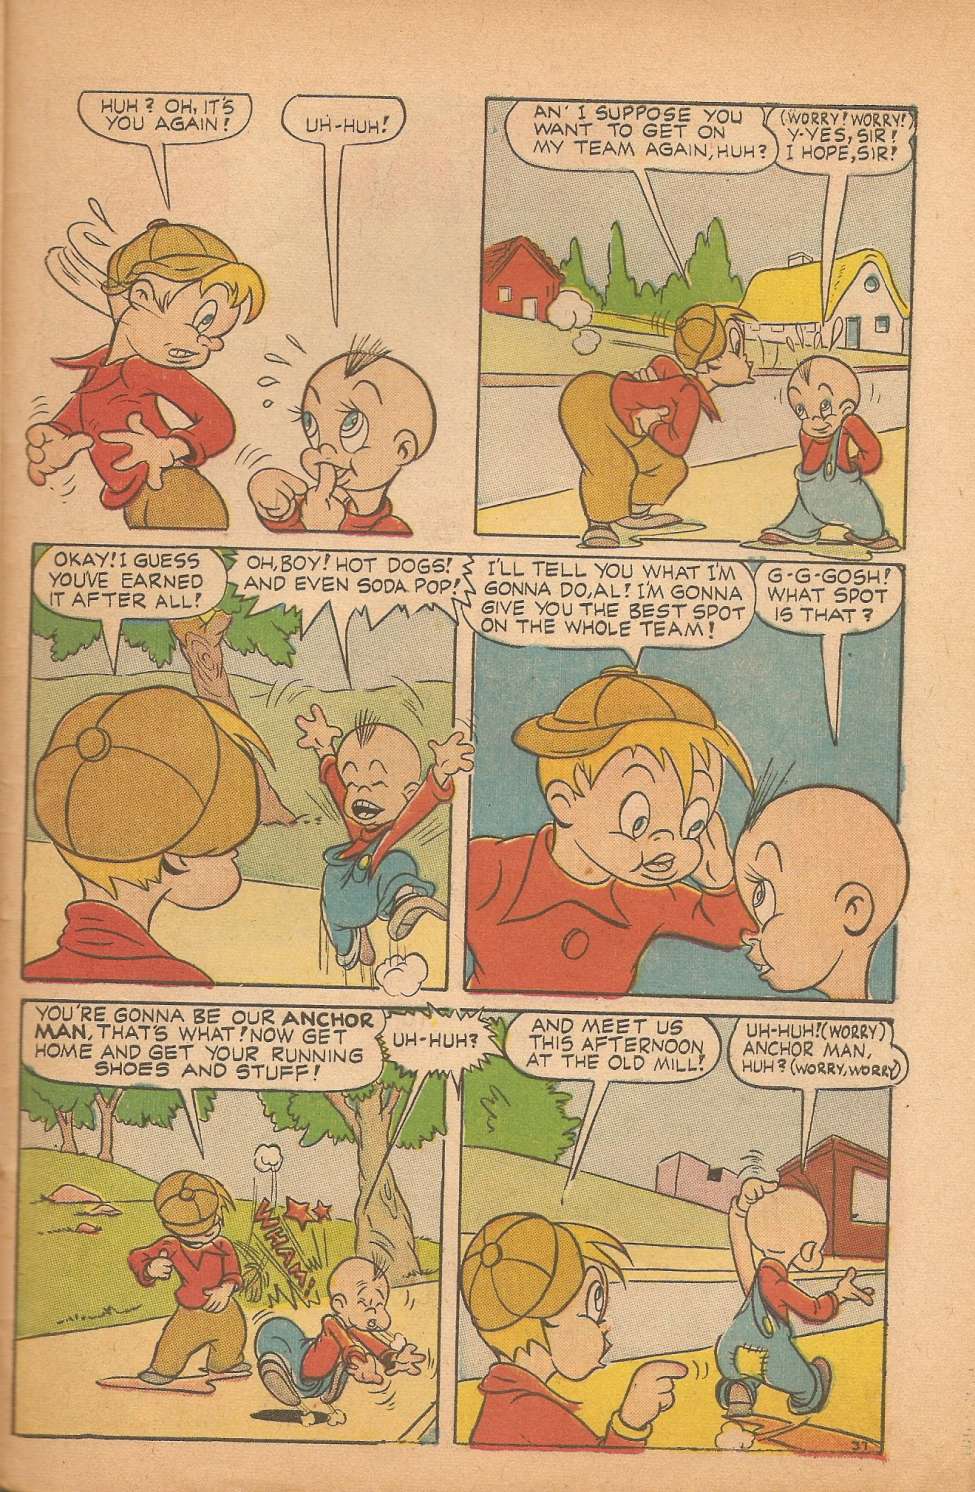 HUH? OH, IT'S
YOU AGAIN!
UH-HUH!
AN' I SUPPOSE YOU
WANT TO GET ON
MY TEAM AGAIN, HUH?
(WORRY! WORRY!)
Y-YES, SIR!
I HOPE, SIR!
OKAY! I GUESS
YOU'VE EARNED
IT AFTER ALL!
OH, BOY! HOT DOGS!
AND EVEN SODA POP!
I'LL TELL YOU WHAT I'M
GONNA DO, AL! I'M GONNA
GIVE YOU THE BEST SPOT
ON THE WHOLE TEAM!
G-G-GOSH!
WHAT SPOT
IS THAT?
YOU'RE GONNA BE OUR ANCHOR
MAN, THAT'S WHAT! NOW GET
HOME AND GET YOUR RUNNING
SHOES AND STUFF!
UH-HUH?
WHAM!
AND MEET US
THIS AFTERNOON
AT THE OLD MILL!
UH-HUH! (WORRY)
ANCHOR MAN,
HUH? (WORRY, WORRY)
37